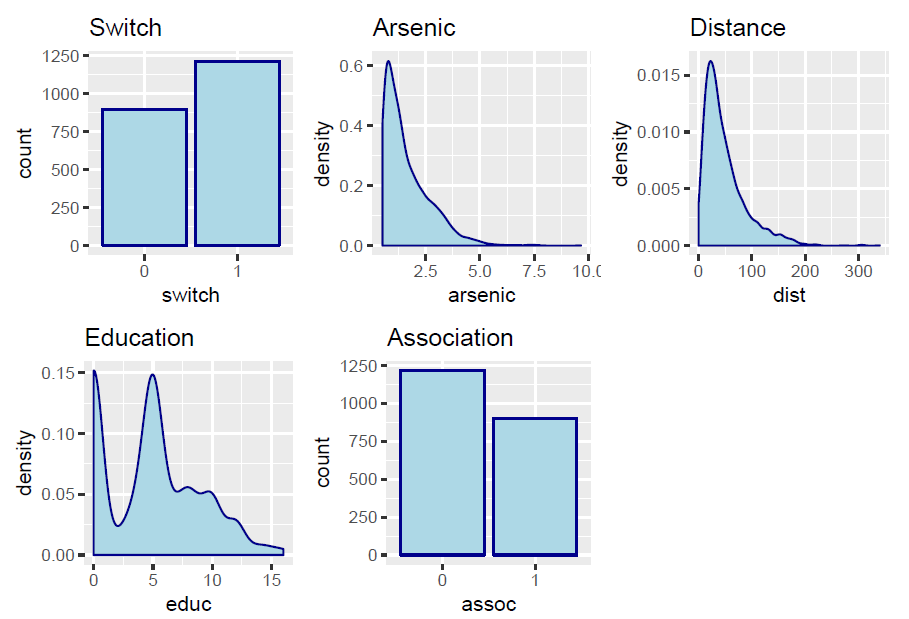 Switch
1250
1000
750
500
250
0
count
0 1
switch
Arsenic
0.6
0.4
0.2
0.0
density
2.5 5.0 7.5 10.0
arsenic
Distance
0.015
0.010
0.005
0.000
density
0 100 200 300
dist
Education
0.15
0.10
0.05
0.00
density
0 5 10 15
educ
Association
1250
1000
750
500
250
0
count
0 1
assoc